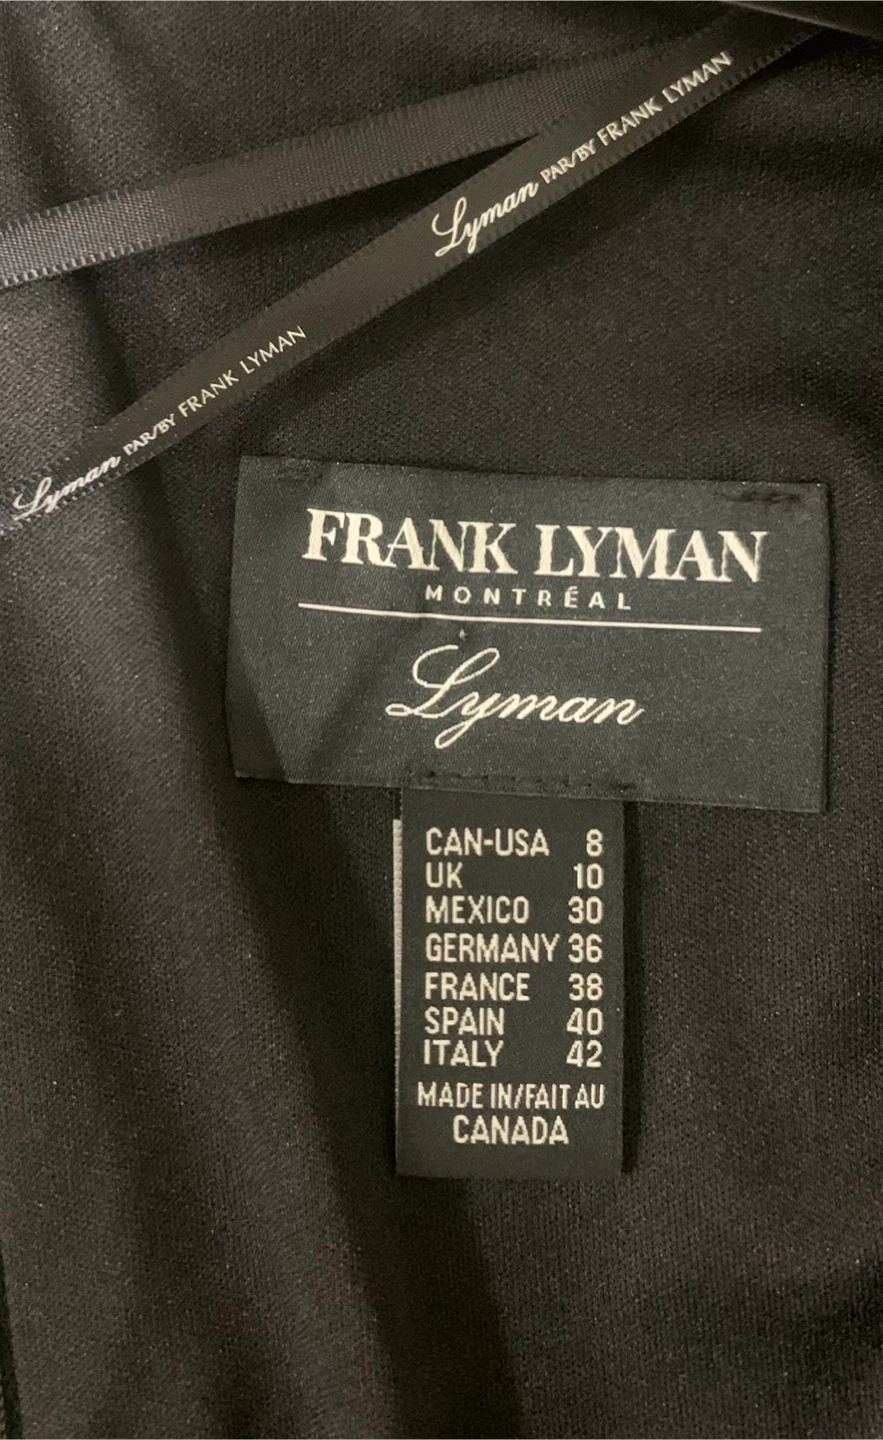 Lyman PAR/BY FRANK LYMAN
Lyman PAR/BY FRANK LYMAN
FRANK LYMAN
MONTRÉAL
Lyman
CAN-USA 8
UK 10
MEXICO 30
GERMANY 36
FRANCE 38
SPAIN 40
ITALY 42
MADE IN/FAIT AU
CANADA